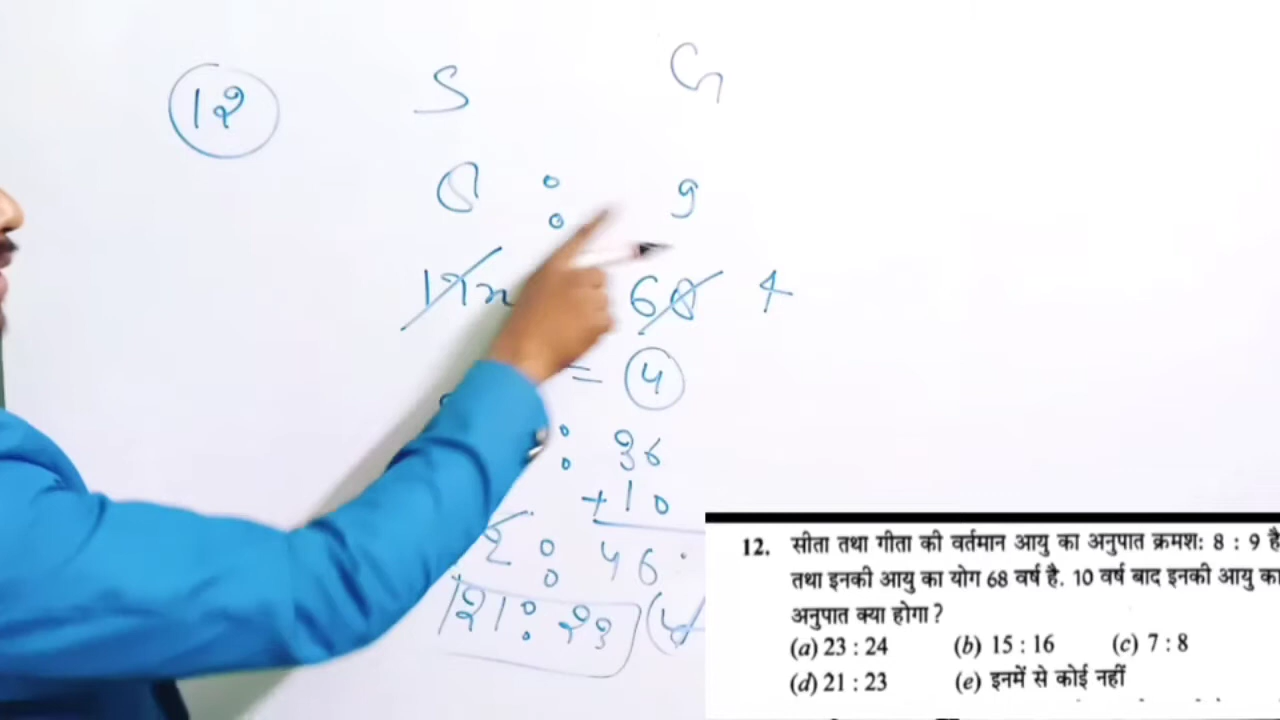 12
S G
8 : 9
17x 68 4
= 4
: 36
+10
2 : 46
21 : 23
12. सीता तथा गीता की वर्तमान आयु का अनुपात क्रमश: 8 : 9 है
तथा इनकी आयु का योग 68 वर्ष है. 10 वर्ष बाद इनकी आयु का
अनुपात क्या होगा ?
(a) 23 : 24 (b) 15 : 16 (c) 7 : 8
(d) 21 : 23 (e) इनमें से कोई नहीं